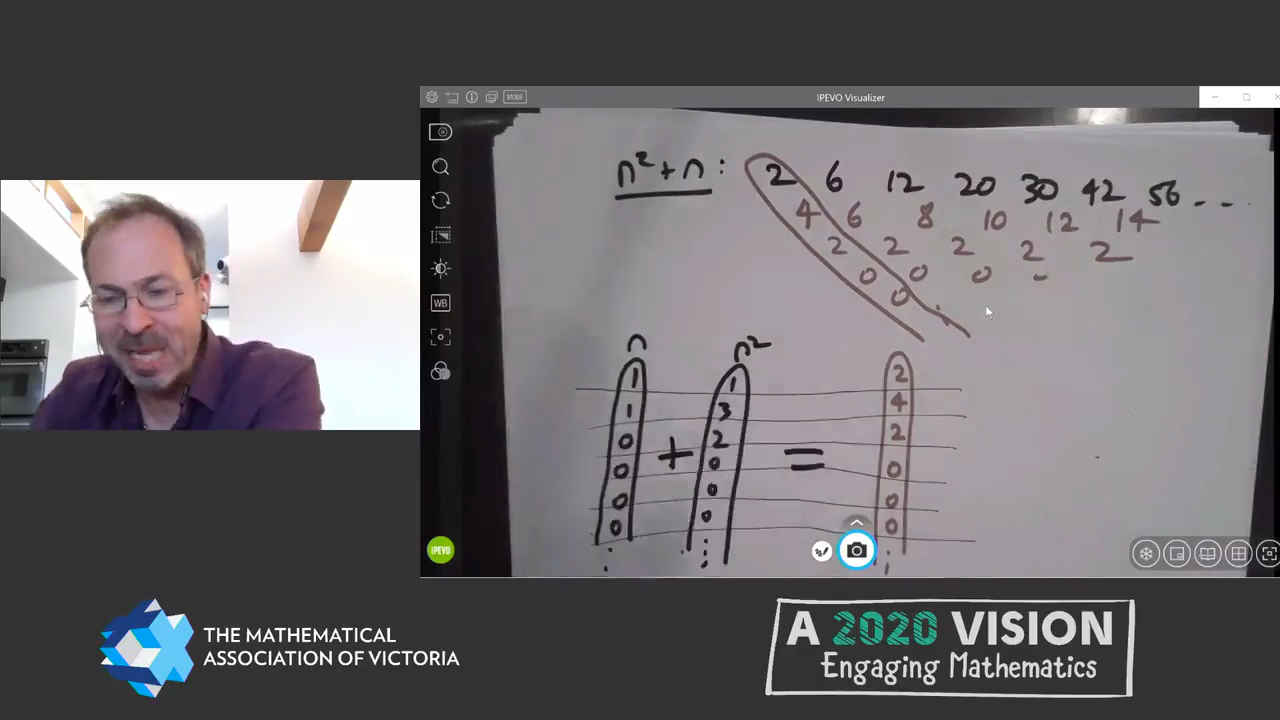 MODE
IPEVO Visualizer
n²+n: 2 6 12 20 30 42 56 ...
4 6 8 10 12 14
2 2 2 2 2
0 0 0 0
0
n n²
1 1 2
1 3 4
0 2 2
0 + 0 = 0
0 0 0
0 0 0
WB
iPEVO
THE MATHEMATICAL
ASSOCIATION OF VICTORIA
A 2020 VISION
Engaging Mathematics